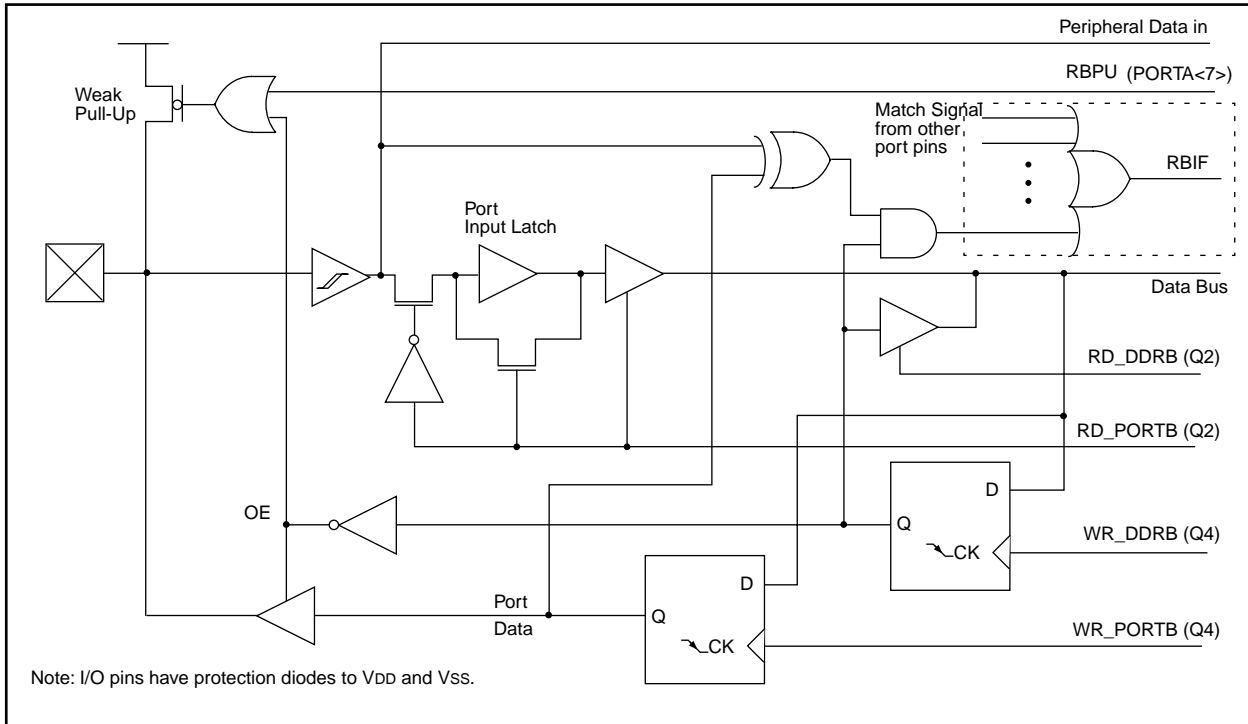 Peripheral Data in
RBPU (PORTA<7>)
Weak
Pull-Up
Match Signal
from other
port pins
RBIF
Port
Input Latch
Data Bus
RD_DDRB (Q2)
RD_PORTB (Q2)
D
OE
Q
WR_DDRB (Q4)
CK
D
Port
Data
Q
WR_PORTB (Q4)
CK
Note: I/O pins have protection diodes to VDD and VSS.